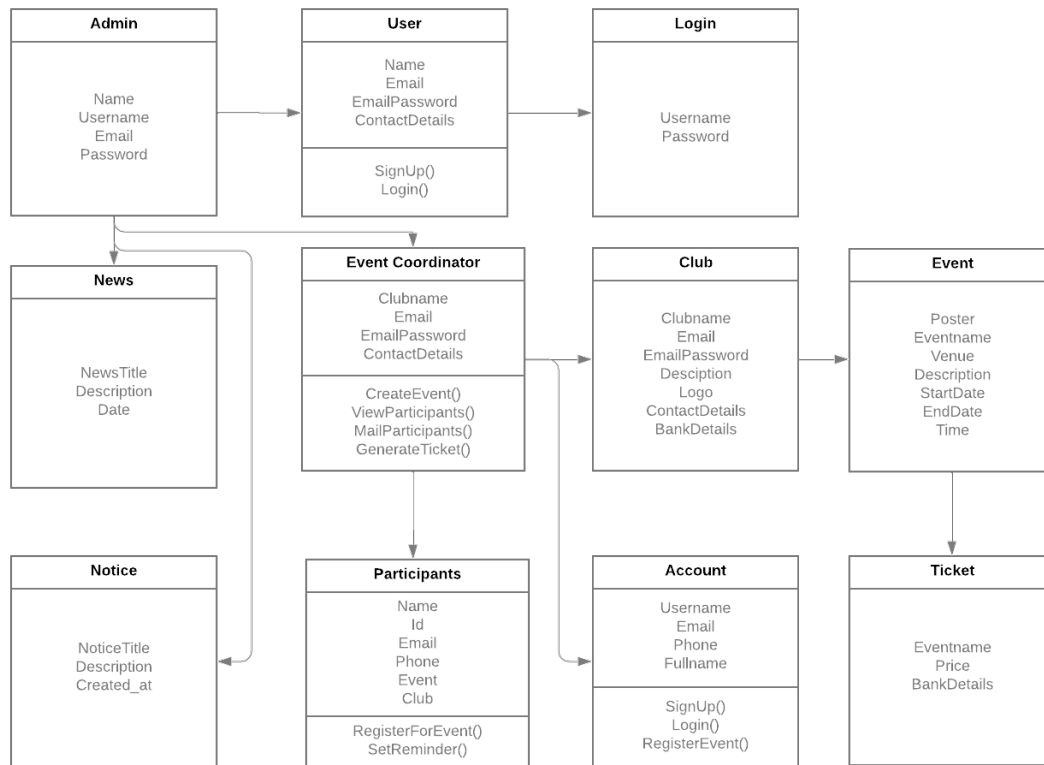 Admin
Name
Username
Email
Password
User
Name
Email
EmailPassword
ContactDetails
SignUp()
Login()
Login
Username
Password
News
NewsTitle
Description
Date
Event Coordinator
Clubname
Email
EmailPassword
ContactDetails
CreateEvent()
ViewParticipants()
MailParticipants()
GenerateTicket()
Club
Clubname
Email
EmailPassword
Desciption
Logo
ContactDetails
BankDetails
Event
Poster
Eventname
Venue
Description
StartDate
EndDate
Time
Notice
NoticeTitle
Description
Created_at
Participants
Name
Id
Email
Phone
Event
Club
RegisterForEvent()
SetReminder()
Account
Username
Email
Phone
Fullname
SignUp()
Login()
RegisterEvent()
Ticket
Eventname
Price
BankDetails